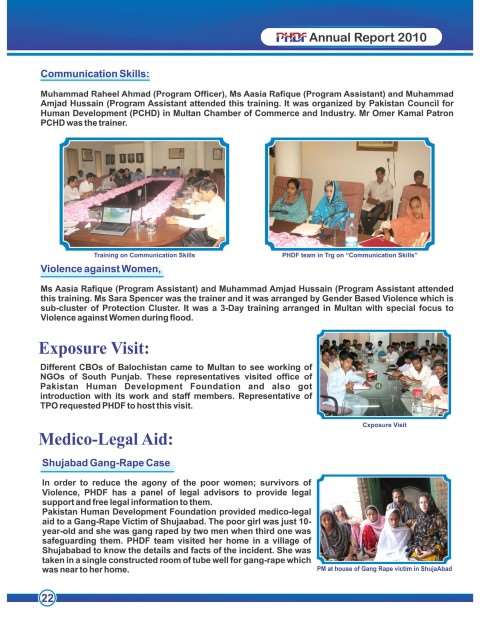 PHDF Annual Report 2010
Communication Skills:
Muhammad Raheel Ahmad (Program Officer), Ms Aasia Rafique (Program Assistant) and Muhammad
Amjad Hussain (Program Assistant attended this training. It was organized by Pakistan Council for
Human Development (PCHD) in Multan Chamber of Commerce and Industry. Mr Omer Kamal Patron
PCHD was the trainer.
Training on Communication Skills
PHDF team in Trg on “Communication Skills”
Violence against Women,
Ms Aasia Rafique (Program Assistant) and Muhammad Amjad Hussain (Program Assistant attended
this training. Ms Sara Spencer was the trainer and it was arranged by Gender Based Violence which is
sub-cluster of Protection Cluster. It was a 3-Day training arranged in Multan with special focus to
Violence against Women during flood.
Exposure Visit:
Different CBOs of Balochistan came to Multan to see working of
NGOs of South Punjab. These representatives visited office of
Pakistan Human Development Foundation and also got
introduction with its work and staff members. Representative of
TPO requested PHDF to host this visit.
Cxposure Visit
Medico-Legal Aid:
Shujabad Gang-Rape Case
In order to reduce the agony of the poor women; survivors of
Violence, PHDF has a panel of legal advisors to provide legal
support and free legal information to them.
Pakistan Human Development Foundation provided medico-legal
aid to a Gang-Rape Victim of Shujaabad. The poor girl was just 10-
year-old and she was gang raped by two men when third one was
safeguarding them. PHDF team visited her home in a village of
Shujababad to know the details and facts of the incident. She was
taken in a single constructed room of tube well for gang-rape which
was near to her home.
PM at house of Gang Rape victim in ShujaAbad
22